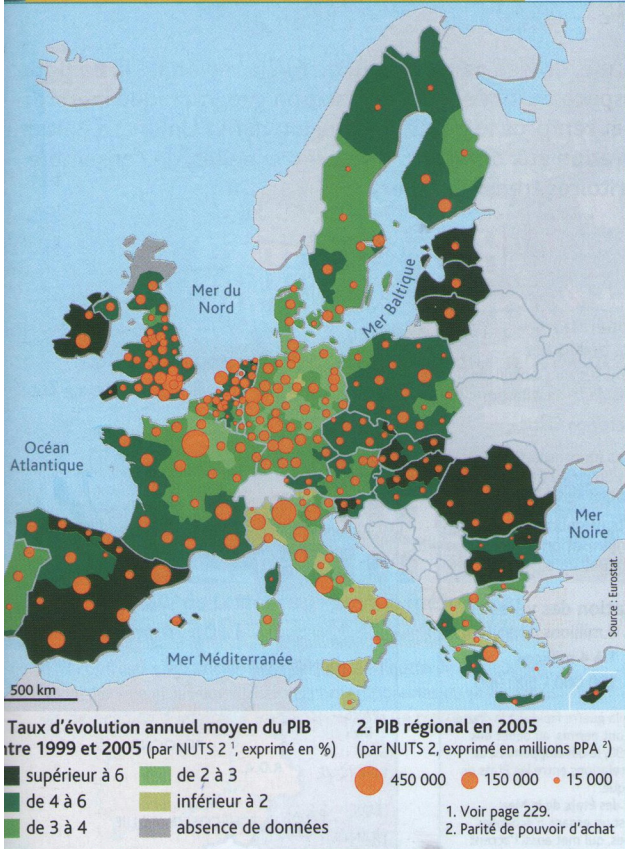 Mer du
Nord
Mer Baltique
Océan
Atlantique
Mer
Noire
Mer Méditerranée
Source : Eurostat.
500 km
Taux d'évolution annuel moyen du PIB
ntre 1999 et 2005 (par NUTS 2 ¹, exprimé en %)
supérieur à 6
de 4 à 6
de 3 à 4
de 2 à 3
inférieur à 2
absence de données
2. PIB régional en 2005
(par NUTS 2, exprimé en millions PPA ²)
450 000
150 000
15 000
1. Voir page 229.
2. Parité de pouvoir d'achat